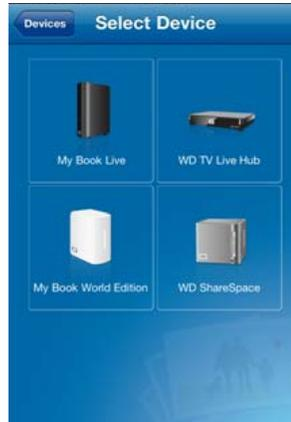 Devices
Select Device
My Book Live
WD TV Live Hub
My Book World Edition
WD ShareSpace